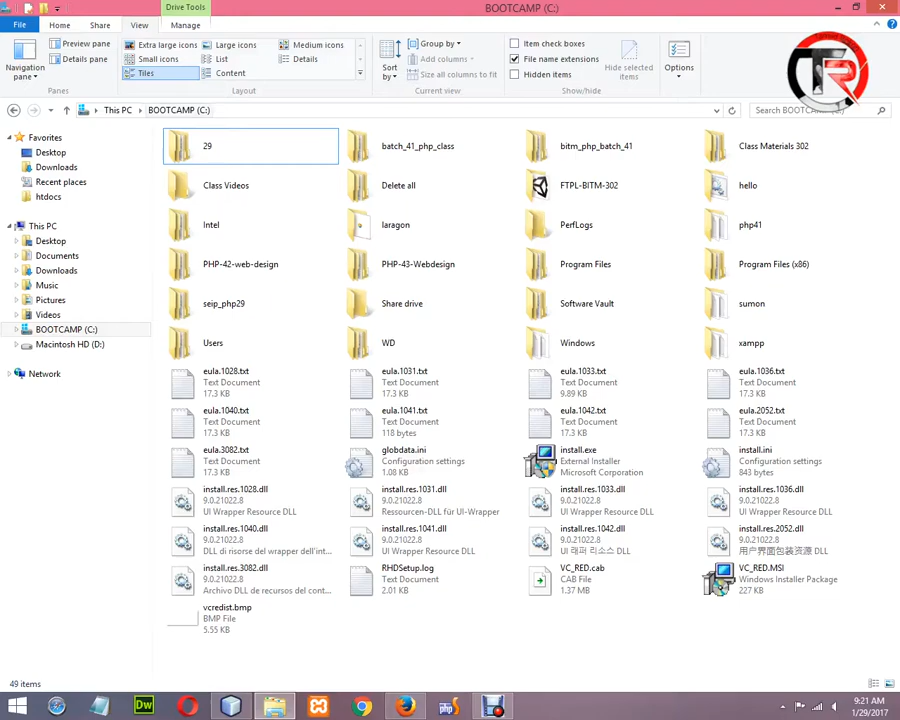 Drive Tools
BOOTCAMP (C:)
File
Home
Share
View
Manage
Navigation pane
Preview pane
Details pane
Panes
Extra large icons
Large icons
Medium icons
Small icons
List
Details
Tiles
Content
Layout
Sort by
Group by
Add columns
Size all columns to fit
Current view
Item check boxes
File name extensions
Hidden items
Hide selected items
Show/hide
Options
TR
This PC
BOOTCAMP (C:)
Search BOOTC
Favorites
Desktop
Downloads
Recent places
htdocs
This PC
Desktop
Documents
Downloads
Music
Pictures
Videos
BOOTCAMP (C:)
Macintosh HD (D:)
Network
29
batch_41_php_class
bitm_php_batch_41
Class Materials 302
Class Videos
Delete all
FTPL-BITM-302
hello
Intel
laragon
PerfLogs
php41
PHP-42-web-design
PHP-43-Webdesign
Program Files
Program Files (x86)
seip_php29
Share drive
Software Vault
sumon
Users
WD
Windows
xampp
eula.1028.txt
Text Document
17.3 KB
eula.1031.txt
Text Document
17.3 KB
eula.1033.txt
Text Document
9.89 KB
eula.1036.txt
Text Document
17.3 KB
eula.1040.txt
Text Document
17.3 KB
eula.1041.txt
Text Document
118 bytes
eula.1042.txt
Text Document
17.3 KB
eula.2052.txt
Text Document
17.3 KB
eula.3082.txt
Text Document
17.3 KB
globdata.ini
Configuration settings
1.08 KB
install.exe
External Installer
Microsoft Corporation
install.ini
Configuration settings
843 bytes
install.res.1028.dll
9.0.21022.8
UI Wrapper Resource DLL
install.res.1031.dll
9.0.21022.8
Ressourcen-DLL für UI-Wrapper
install.res.1033.dll
9.0.21022.8
UI Wrapper Resource DLL
install.res.1036.dll
9.0.21022.8
UI Wrapper Resource DLL
install.res.1040.dll
9.0.21022.8
DLL di risorse del wrapper dell'int...
install.res.1041.dll
9.0.21022.8
UI Wrapper Resource DLL
install.res.1042.dll
9.0.21022.8
UI 래퍼 리소스 DLL
install.res.2052.dll
9.0.21022.8
用户界面包装资源 DLL
install.res.3082.dll
9.0.21022.8
Archivo DLL de recursos del cont...
RHDSetup.log
Text Document
2.01 KB
VC_RED.cab
CAB File
1.37 MB
VC_RED.MSI
Windows Installer Package
227 KB
vcredist.bmp
BMP File
5.55 KB
49 items
Dw
9:21 AM
1/29/2017